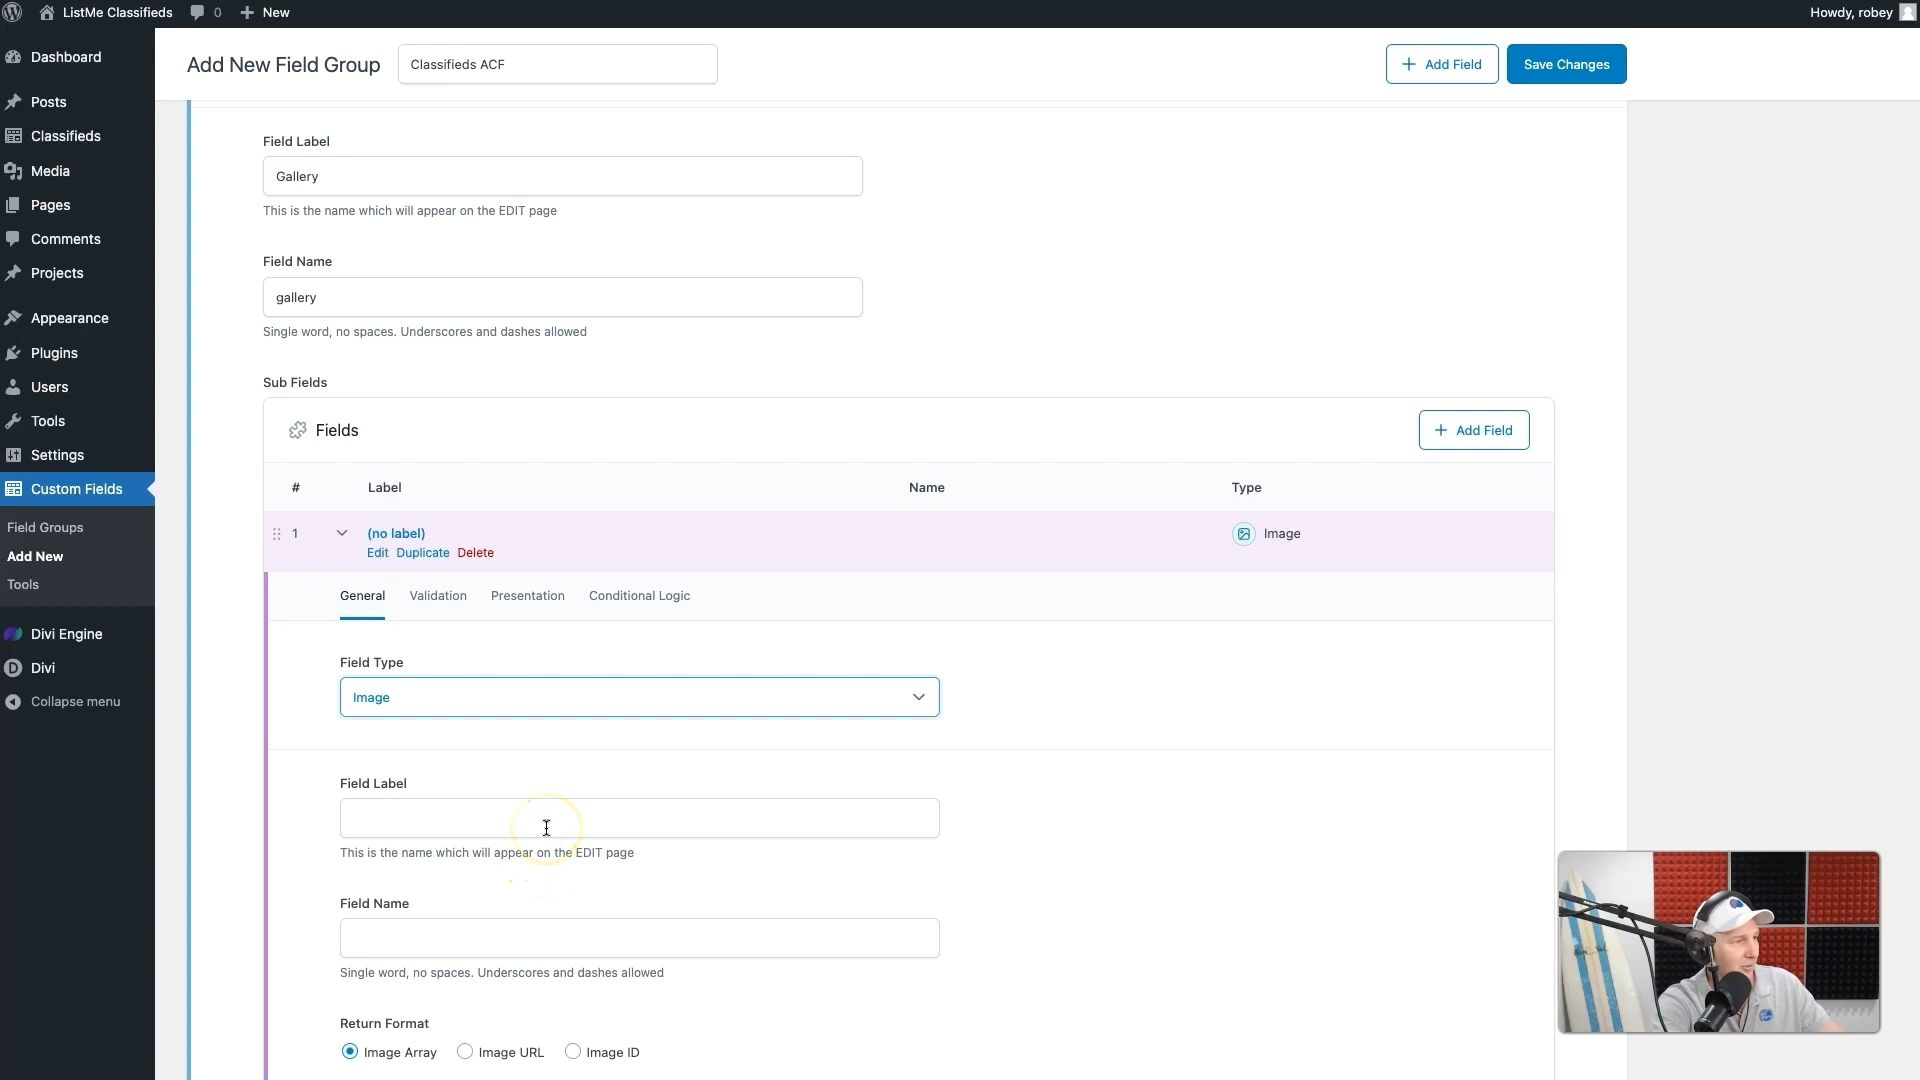 ListMe Classifieds
0
New
Howdy, robey
Dashboard
Posts
Classifieds
Media
Pages
Comments
Projects
Appearance
Plugins
Users
Tools
Settings
Custom Fields
Field Groups
Add New
Tools
Divi Engine
Divi
Collapse menu
Add New Field Group
Classifieds ACF
Add Field
Save Changes
Field Label
Gallery
This is the name which will appear on the EDIT page
Field Name
gallery
Single word, no spaces. Underscores and dashes allowed
Sub Fields
Fields
Add Field
# Label Name Type
1 (no label) Image
Edit Duplicate Delete
General Validation Presentation Conditional Logic
Field Type
Image
Field Label
This is the name which will appear on the EDIT page
Field Name
Single word, no spaces. Underscores and dashes allowed
Return Format
Image Array Image URL Image ID